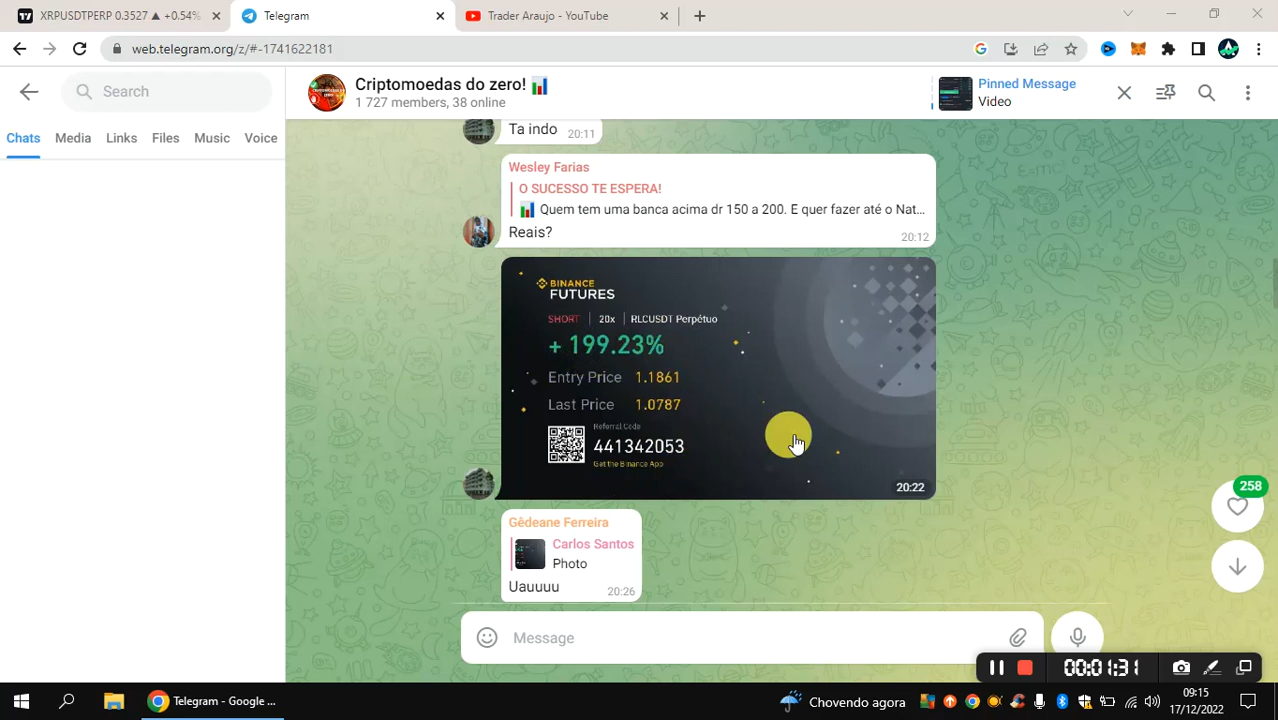 XRPUSDTPERP 0.3527 ▲ +0.54%
Telegram
Trader Araujo - YouTube
web.telegram.org/z/#-1741622181
Search
Criptomoedas do zero! 📊
1 727 members, 38 online
Pinned Message
Video
Chats Media Links Files Music Voice
Ta indo 20:11
Wesley Farias
O SUCESSO TE ESPERA!
📊 Quem tem uma banca acima dr 150 a 200. E quer fazer até o Nat...
Reais? 20:12
BINANCE
FUTURES
SHORT | 20x | RLCUSDT Perpétuo
+ 199.23%
Entry Price 1.1861
Last Price 1.0787
Referral Code
441342053
Get the Binance App
20:22
258
Gêdeane Ferreira
Carlos Santos
Photo
Uauuuu 20:26
Message
00:01:31
Telegram - Google ...
Chovendo agora
09:15
17/12/2022